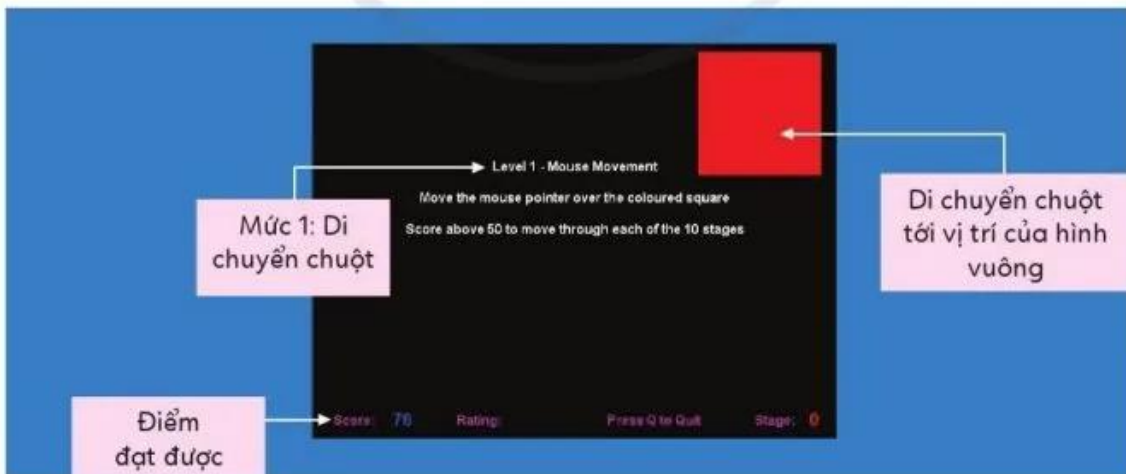 Level 1 - Mouse Movement
Move the mouse pointer over the coloured square
Score above 50 to move through each of the 10 stages
Mức 1: Di
chuyển chuột
Di chuyển chuột
tới vị trí của hình
vuông
Điểm
đạt được
Score: 76 Rating: Press Q to Quit Stage: 0